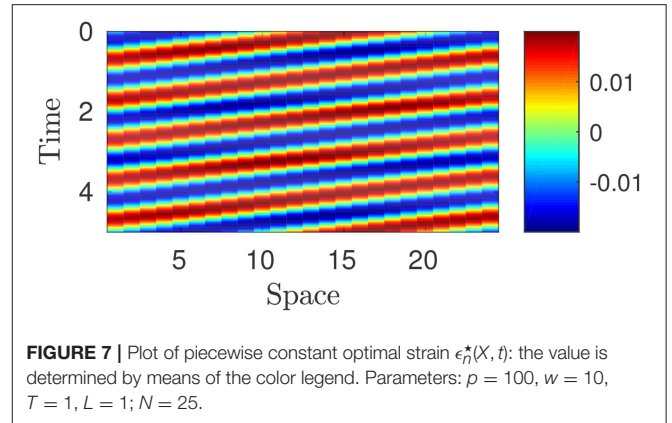 0
2
4
Time
5
10
15
20
Space
0.01
0
-0.01
FIGURE 7 | Plot of piecewise constant optimal strain ϵ⋆n(X, t): the value is
determined by means of the color legend. Parameters: p = 100, w = 10,
T = 1, L = 1; N = 25.